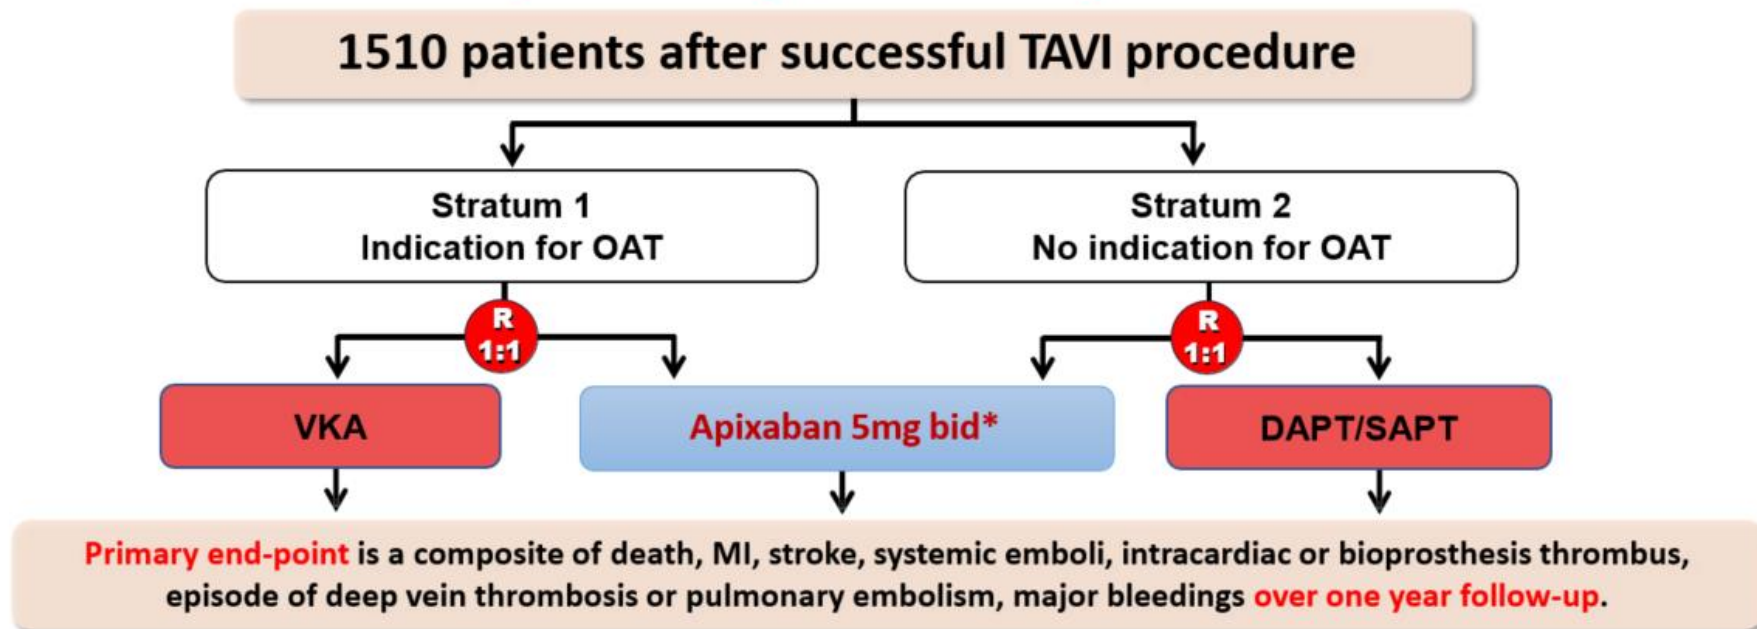 1510 patients after successful TAVI procedure
Stratum 1
Indication for OAT
Stratum 2
No indication for OAT
R
1:1
R
1:1
VKA
Apixaban 5mg bid*
DAPT/SAPT
Primary end-point is a composite of death, MI, stroke, systemic emboli, intracardiac or bioprosthesis thrombus,
episode of deep vein thrombosis or pulmonary embolism, major bleedings over one year follow-up.